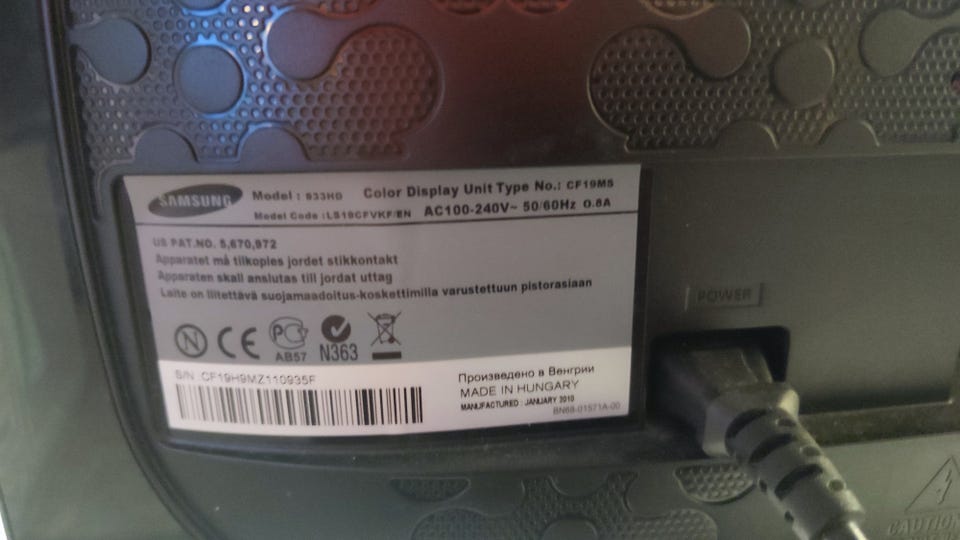 SAMSUNG
Model : 933HD Color Display Unit Type No.: CF19MS
Model Code :LS19CFVKF/EN AC100-240V~ 50/60Hz 0.8A
US PAT.NO. 5,670,972
Apparatet må tilkoples jordet stikkontakt
Apparaten skall anslutas till jordat uttag
Laite on liitettävä suojamaadoitus-koskettimilla varustettuun pistorasiaan
N CE PC AB57 N363
S/N :CF19H9MZ110935F
Произведено в Венгрии
MADE IN HUNGARY
MANUFACTURED : JANUARY 2010
BN68-01571A-00
POWER
CAUTION